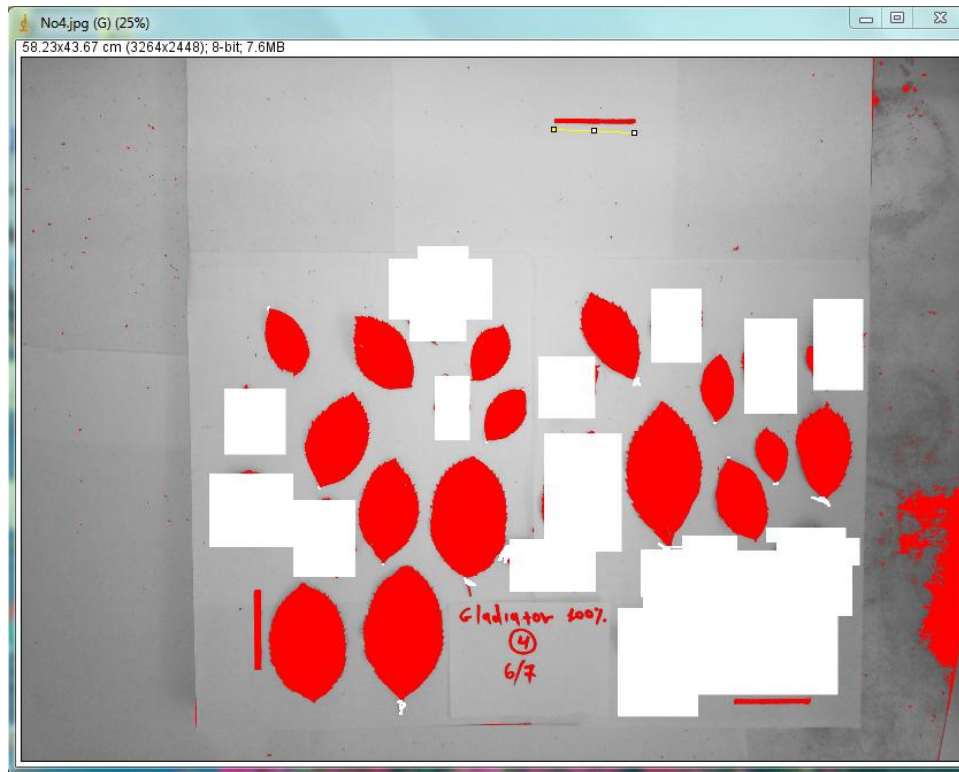 No4.jpg (G) (25%)
58.23x43.67 cm (3264x2448); 8-bit; 7.6MB
Gladiator 100%.
4
6/7